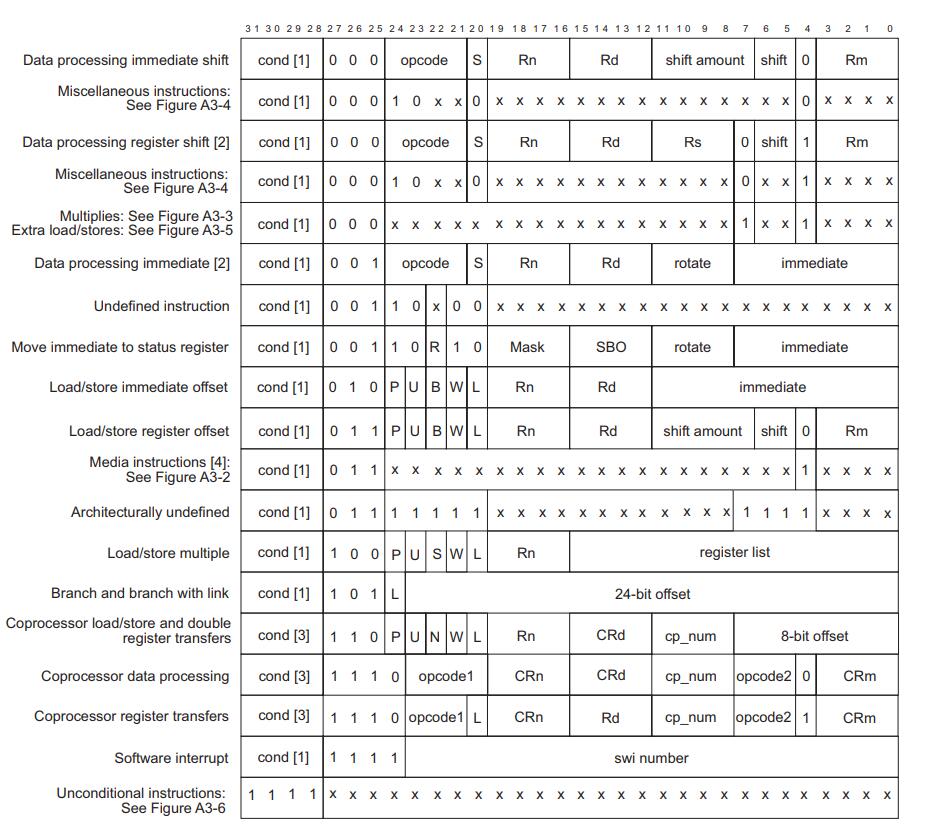 31 30 29 28 27 26 25 24 23 22 21 20 19 18 17 16 15 14 13 12 11 10 9 8 7 6 5 4 3 2 1 0
Data processing immediate shift cond [1] 0 0 0 opcode S Rn Rd shift amount shift 0 Rm
Miscellaneous instructions:
See Figure A3-4 cond [1] 0 0 0 1 0 x x 0 x x x x x x x x x x x x x x x 0 x x x x
Data processing register shift [2] cond [1] 0 0 0 opcode S Rn Rd Rs 0 shift 1 Rm
Miscellaneous instructions:
See Figure A3-4 cond [1] 0 0 0 1 0 x x 0 x x x x x x x x x x x x 0 x x 1 x x x x
Multiplies: See Figure A3-3
Extra load/stores: See Figure A3-5 cond [1] 0 0 0 x x x x x x x x x x x x x x x x x 1 x x 1 x x x x
Data processing immediate [2] cond [1] 0 0 1 opcode S Rn Rd rotate immediate
Undefined instruction cond [1] 0 0 1 1 0 x 0 0 x x x x x x x x x x x x x x x x x x x x
Move immediate to status register cond [1] 0 0 1 1 0 R 1 0 Mask SBO rotate immediate
Load/store immediate offset cond [1] 0 1 0 P U B W L Rn Rd immediate
Load/store register offset cond [1] 0 1 1 P U B W L Rn Rd shift amount shift 0 Rm
Media instructions [4]:
See Figure A3-2 cond [1] 0 1 1 x x x x x x x x x x x x x x x x x x x x 1 x x x x
Architecturally undefined cond [1] 0 1 1 1 1 1 1 1 x x x x x x x x x x x x 1 1 1 1 x x x x
Load/store multiple cond [1] 1 0 0 P U S W L Rn register list
Branch and branch with link cond [1] 1 0 1 L 24-bit offset
Coprocessor load/store and double
register transfers cond [3] 1 1 0 P U N W L Rn CRd cp_num 8-bit offset
Coprocessor data processing cond [3] 1 1 1 0 opcode1 CRn CRd cp_num opcode2 0 CRm
Coprocessor register transfers cond [3] 1 1 1 0 opcode1 L CRn Rd cp_num opcode2 1 CRm
Software interrupt cond [1] 1 1 1 1 swi number
Unconditional instructions:
See Figure A3-6 1 1 1 1 x x x x x x x x x x x x x x x x x x x x x x x x x x x x